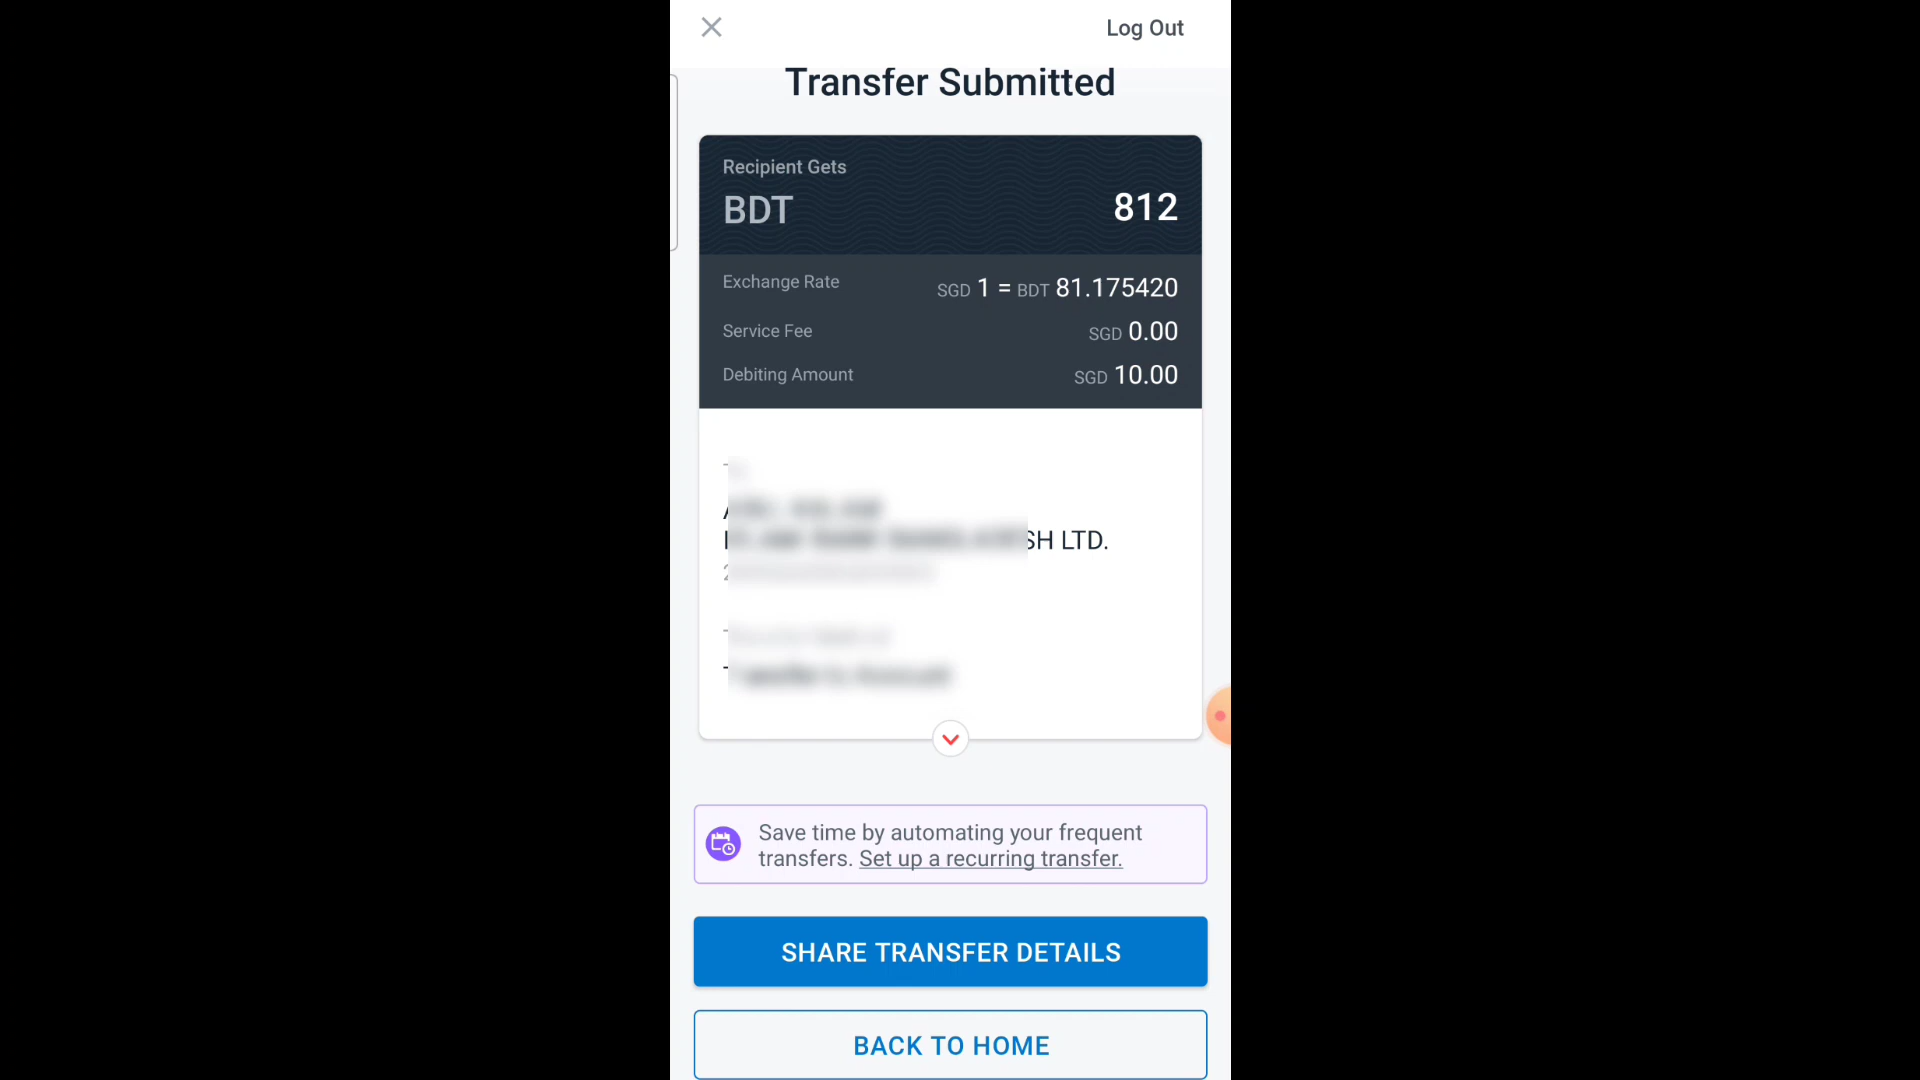 Log Out
Transfer Submitted
Recipient Gets
BDT 812
Exchange Rate SGD 1 = BDT 81.175420
Service Fee SGD 0.00
Debiting Amount SGD 10.00
LTD.
Save time by automating your frequent
transfers. Set up a recurring transfer.
SHARE TRANSFER DETAILS
BACK TO HOME